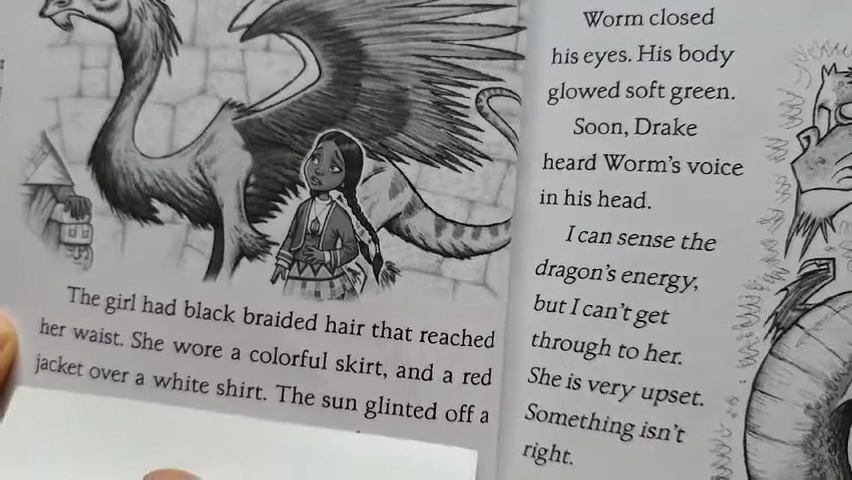 The girl had black braided hair that reached
her waist. She wore a colorful skirt, and a red
jacket over a white shirt. The sun glinted off a
Worm closed
his eyes. His body
glowed soft green.
Soon, Drake
heard Worm's voice
in his head.
I can sense the
dragon's energy,
but I can't get
through to her.
She is very upset.
Something isn't
right.